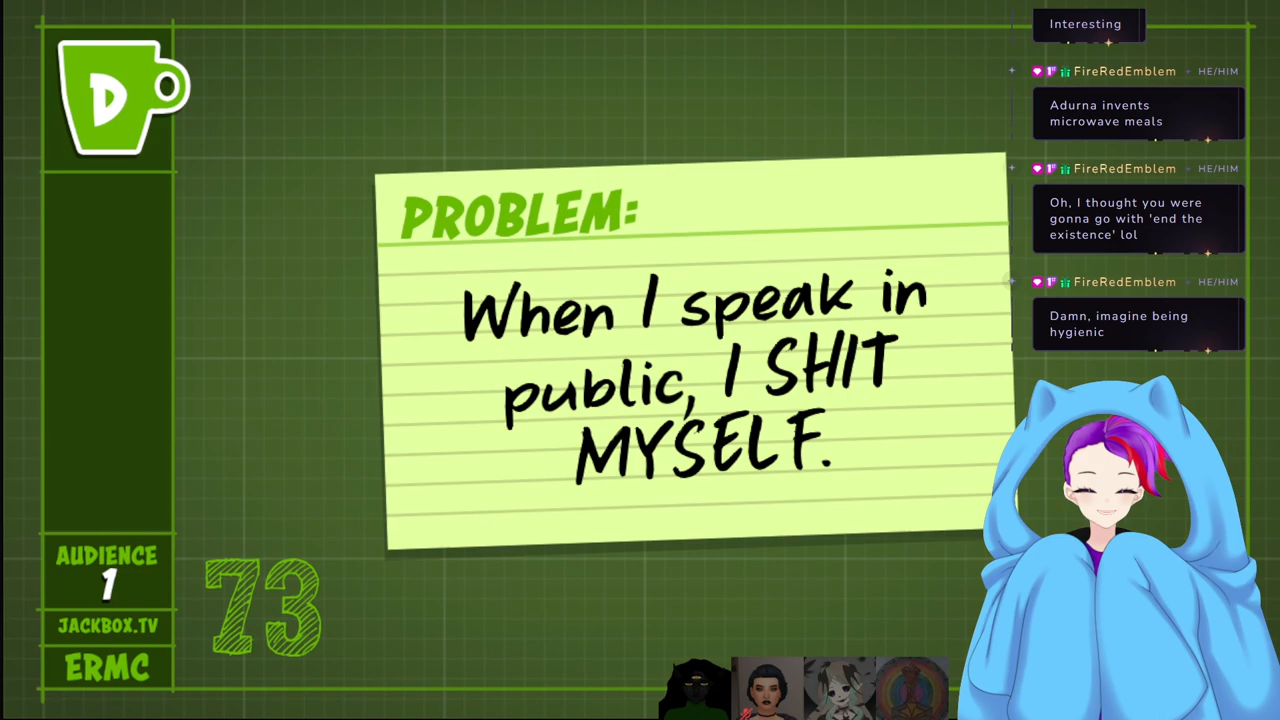 D
PROBLEM:
When I speak in
public, I SHIT
MYSELF.
AUDIENCE
1
JACKBOX.TV
ERMC
73
Interesting
FireRedEmblem HE/HIM
Adurna invents
microwave meals
FireRedEmblem HE/HIM
Oh, I thought you were
gonna go with 'end the
existence' lol
FireRedEmblem HE/HIM
Damn, imagine being
hygienic